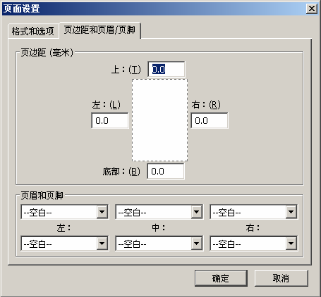 页面设置
格式和选项 页边距和页眉/页脚
页边距 (毫米)
上：(T) 0.0
左：(L) 右：(R)
0.0 0.0
底部：(B) 0.0
页眉和页脚
--空白-- --空白-- --空白--
左： 中： 右：
--空白-- --空白-- --空白--
确定 取消